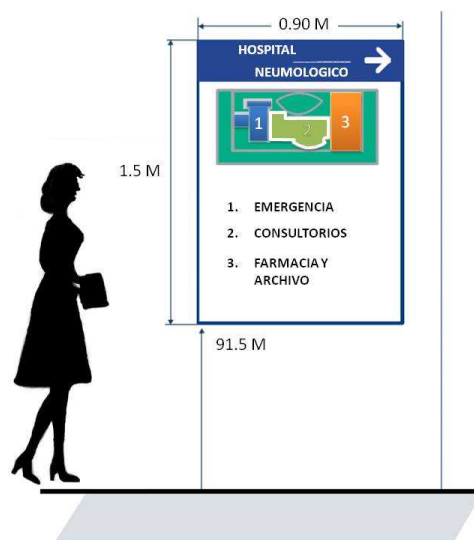 0.90 M
HOSPITAL
NEUMOLOGICO
1.5 M
1
2
3
1. EMERGENCIA
2. CONSULTORIOS
3. FARMACIA Y
ARCHIVO
91.5 M